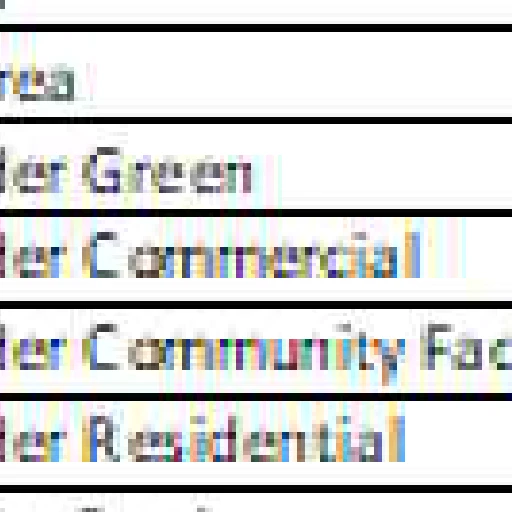 rea
der Green
der Commercial
der Community Fac
der Residential